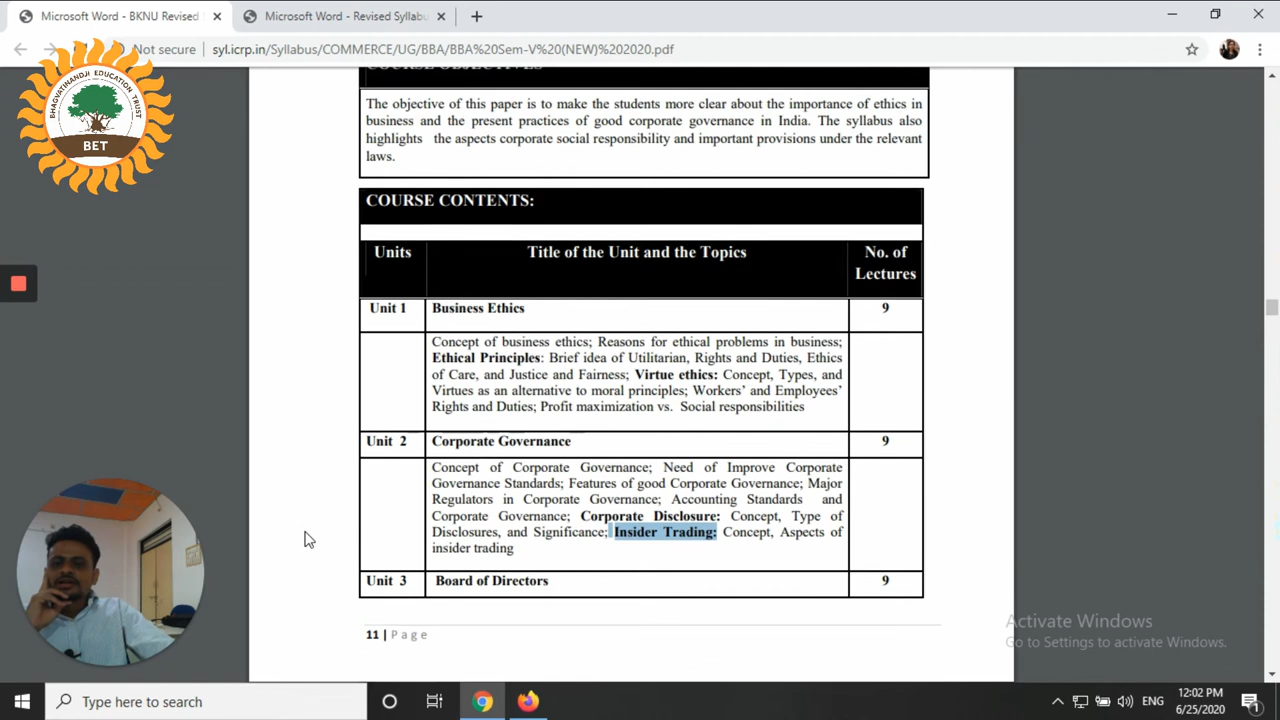 Microsoft Word - BKNU Revised
Microsoft Word - Revised Syllab
Not secure
syl.icrp.in/Syllabus/COMMERCE/UG/BBA/BBA%20Sem-V%20(NEW)%202020.pdf
BHAGVATINANDJI EDUCATION TRUST
BET
COURSE OBJECTIVES
The objective of this paper is to make the students more clear about the importance of ethics in
business and the present practices of good corporate governance in India. The syllabus also
highlights the aspects corporate social responsibility and important provisions under the relevant
laws.
COURSE CONTENTS:
Units Title of the Unit and the Topics No. of
Lectures
Unit 1 Business Ethics 9
Concept of business ethics; Reasons for ethical problems in business;
Ethical Principles: Brief idea of Utilitarian, Rights and Duties, Ethics
of Care, and Justice and Fairness; Virtue ethics: Concept, Types, and
Virtues as an alternative to moral principles; Workers' and Employees'
Rights and Duties; Profit maximization vs. Social responsibilities
Unit 2 Corporate Governance 9
Concept of Corporate Governance; Need of Improve Corporate
Governance Standards; Features of good Corporate Governance; Major
Regulators in Corporate Governance; Accounting Standards and
Corporate Governance; Corporate Disclosure: Concept, Type of
Disclosures, and Significance; Insider Trading: Concept, Aspects of
insider trading
Unit 3 Board of Directors 9
11 | Page
Activate Windows
Go to Settings to activate Windows.
Type here to search
ENG
12:02 PM
6/25/2020
1